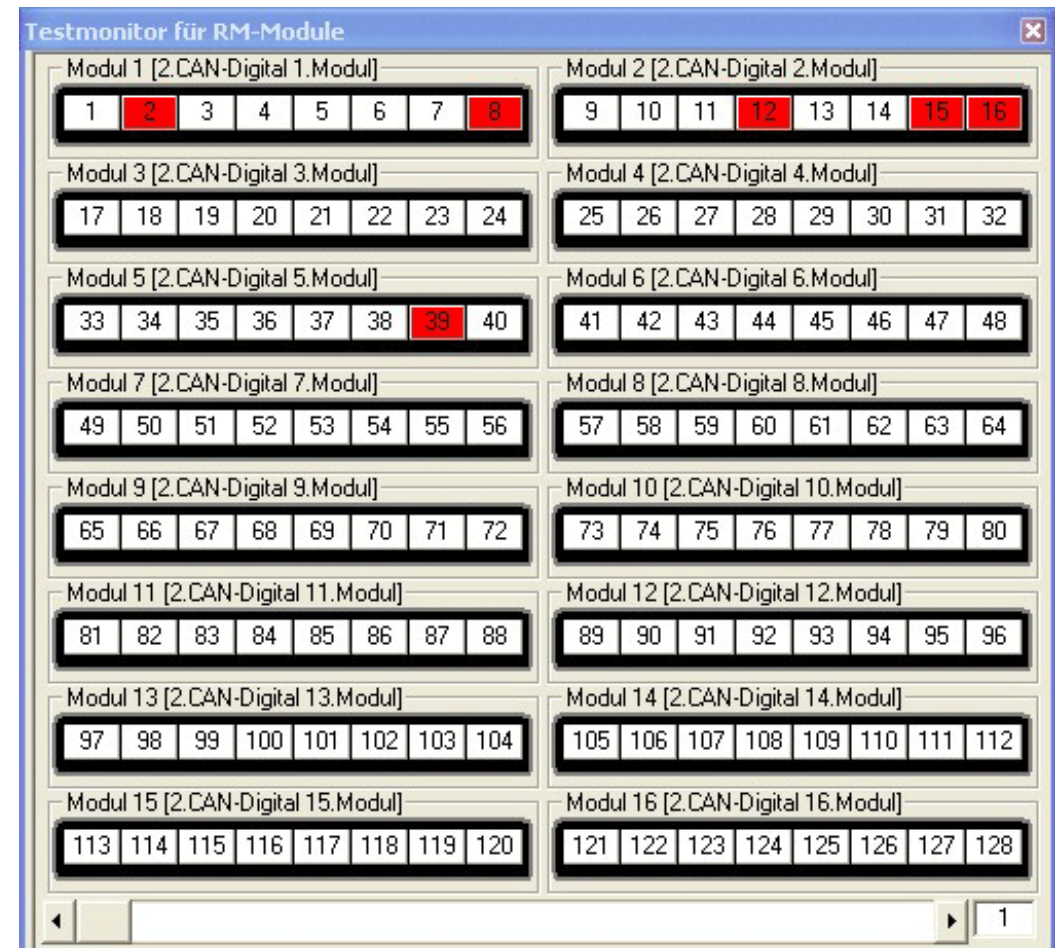 Testmonitor für RM-Module
Modul 1 [2.CAN-Digital 1.Modul] Modul 2 [2.CAN-Digital 2.Modul]
1 2 3 4 5 6 7 8 9 10 11 12 13 14 15 16
Modul 3 [2.CAN-Digital 3.Modul] Modul 4 [2.CAN-Digital 4.Modul]
17 18 19 20 21 22 23 24 25 26 27 28 29 30 31 32
Modul 5 [2.CAN-Digital 5.Modul] Modul 6 [2.CAN-Digital 6.Modul]
33 34 35 36 37 38 39 40 41 42 43 44 45 46 47 48
Modul 7 [2.CAN-Digital 7.Modul] Modul 8 [2.CAN-Digital 8.Modul]
49 50 51 52 53 54 55 56 57 58 59 60 61 62 63 64
Modul 9 [2.CAN-Digital 9.Modul] Modul 10 [2.CAN-Digital 10.Modul]
65 66 67 68 69 70 71 72 73 74 75 76 77 78 79 80
Modul 11 [2.CAN-Digital 11.Modul] Modul 12 [2.CAN-Digital 12.Modul]
81 82 83 84 85 86 87 88 89 90 91 92 93 94 95 96
Modul 13 [2.CAN-Digital 13.Modul] Modul 14 [2.CAN-Digital 14.Modul]
97 98 99 100 101 102 103 104 105 106 107 108 109 110 111 112
Modul 15 [2.CAN-Digital 15.Modul] Modul 16 [2.CAN-Digital 16.Modul]
113 114 115 116 117 118 119 120 121 122 123 124 125 126 127 128
1